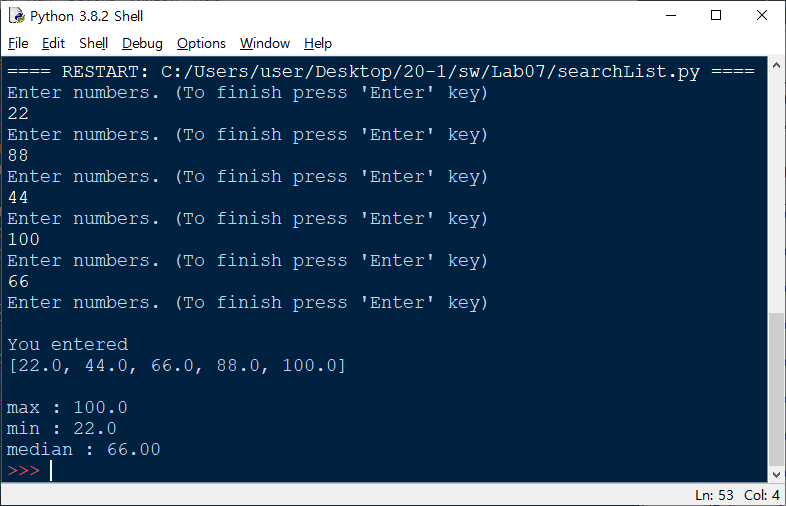 Python 3.8.2 Shell
File Edit Shell Debug Options Window Help
==== RESTART: C:/Users/user/Desktop/20-1/sw/Lab07/searchList.py ====
Enter numbers. (To finish press 'Enter' key)
22
Enter numbers. (To finish press 'Enter' key)
88
Enter numbers. (To finish press 'Enter' key)
44
Enter numbers. (To finish press 'Enter' key)
100
Enter numbers. (To finish press 'Enter' key)
66
Enter numbers. (To finish press 'Enter' key)
You entered
[22.0, 44.0, 66.0, 88.0, 100.0]
max : 100.0
min : 22.0
median : 66.00
>>>
Ln: 53 Col: 4